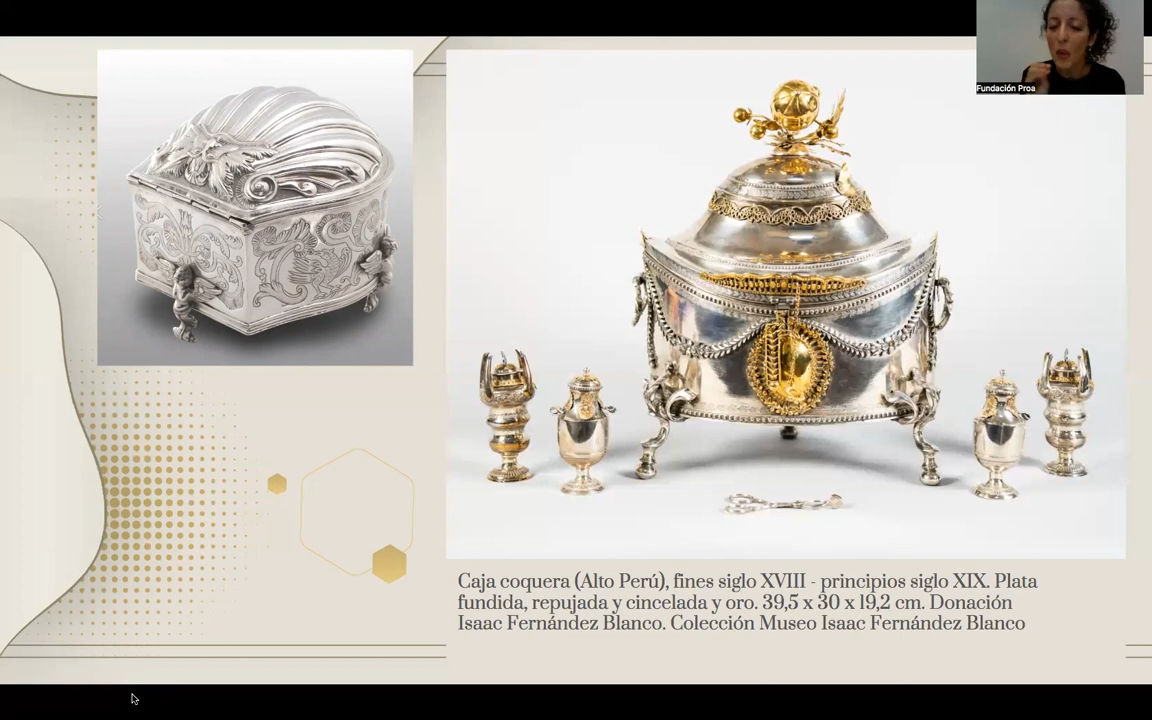 Fundación Proa
Caja coquera (Alto Perú), fines siglo XVIII - principios siglo XIX. Plata
fundida, repujada y cincelada y oro. 39,5 x 30 x 19,2 cm. Donación
Isaac Fernández Blanco. Colección Museo Isaac Fernández Blanco